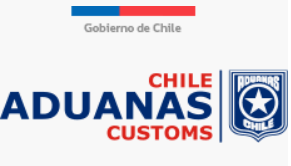 Gobierno de Chile
CHILE
ADUANAS
CUSTOMS
ADUANAS
CHILE